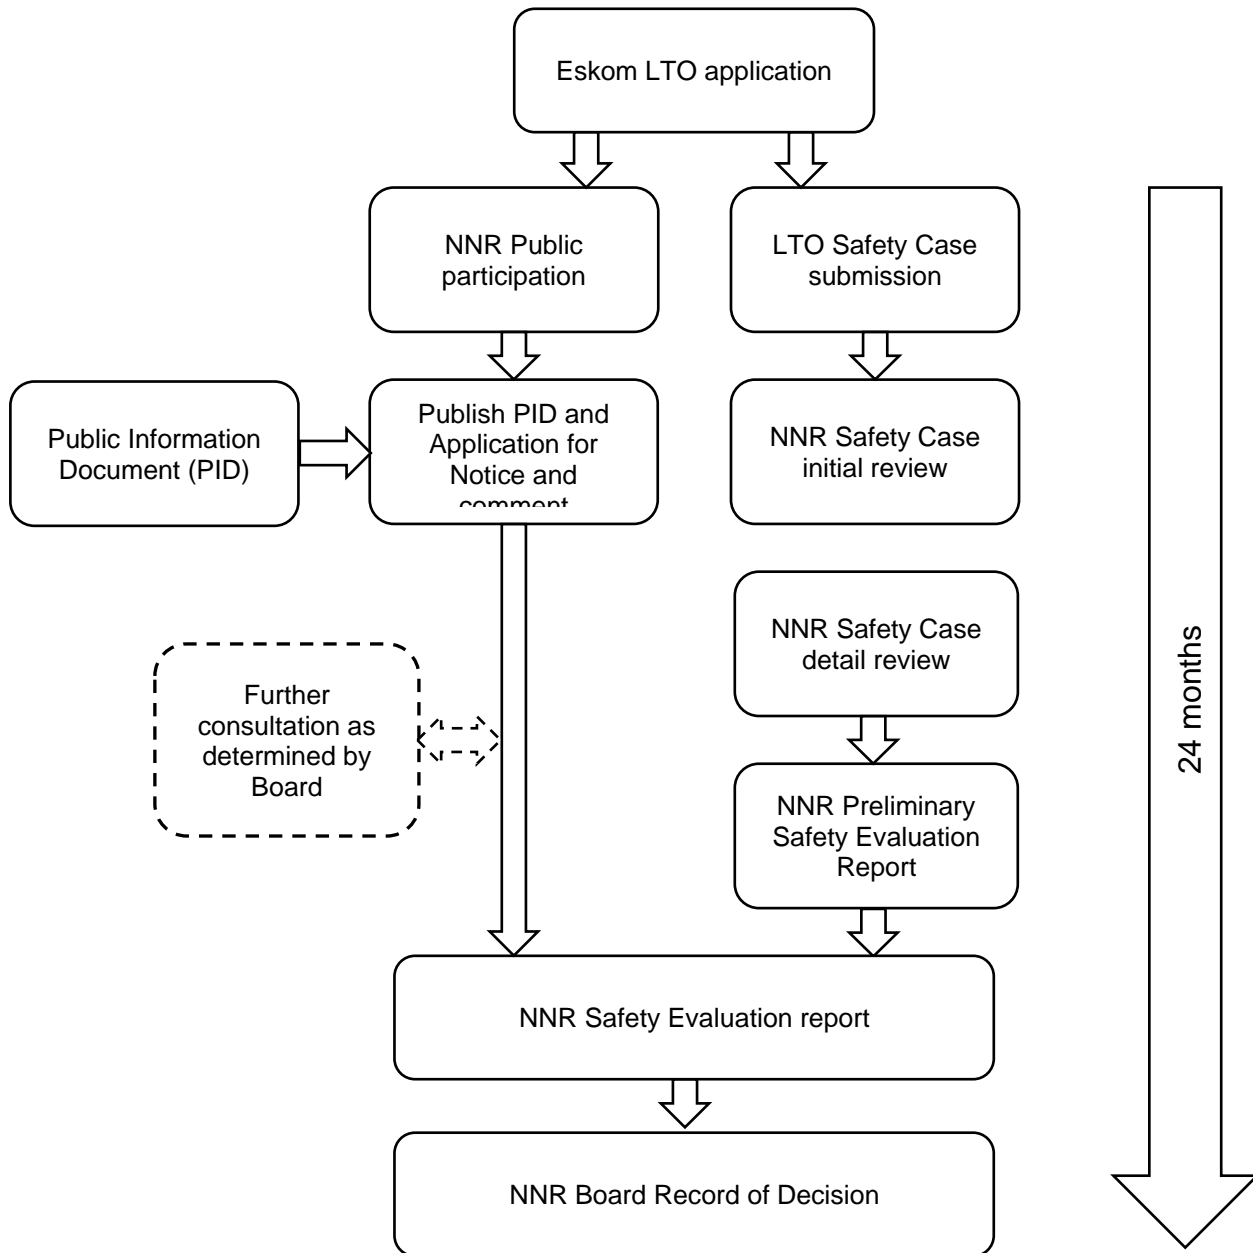 Eskom LTO application
NNR Public
participation
LTO Safety Case
submission
Public Information
Document (PID)
Publish PID and
Application for
Notice and
comment
NNR Safety Case
initial review
NNR Safety Case
detail review
Further
consultation as
determined by
Board
NNR Preliminary
Safety Evaluation
Report
NNR Safety Evaluation report
NNR Board Record of Decision
24 months